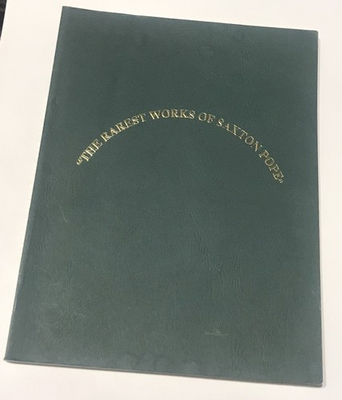 "THE RAREST WORKS OF SAXTON POPE"